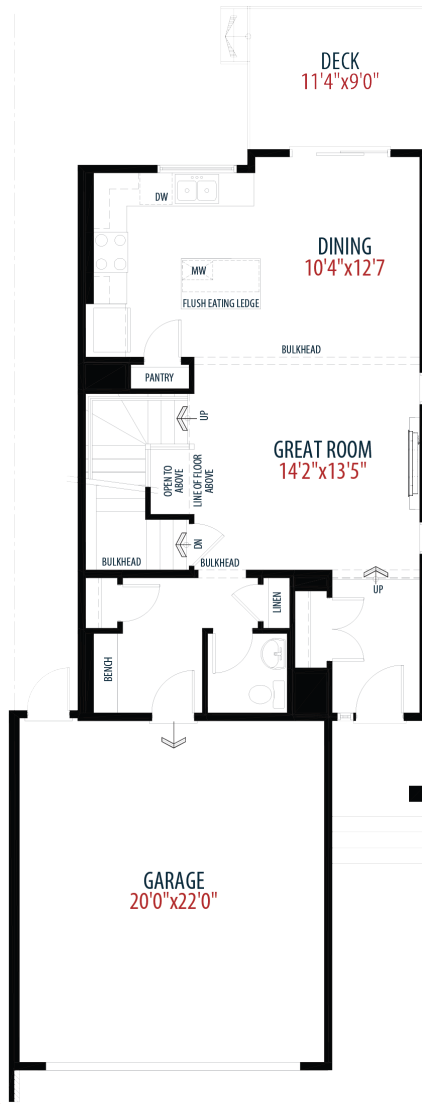 DECK
11'4"x9'0"
DW
DINING
10'4"x12'7
MW
FLUSH EATING LEDGE
BULKHEAD
PANTRY
UP
GREAT ROOM
14'2"x13'5"
OPEN TO
ABOVE
LINE OF FLOOR
ABOVE
DN
BULKHEAD
BULKHEAD
UP
LINEN
BENCH
GARAGE
20'0"x22'0"